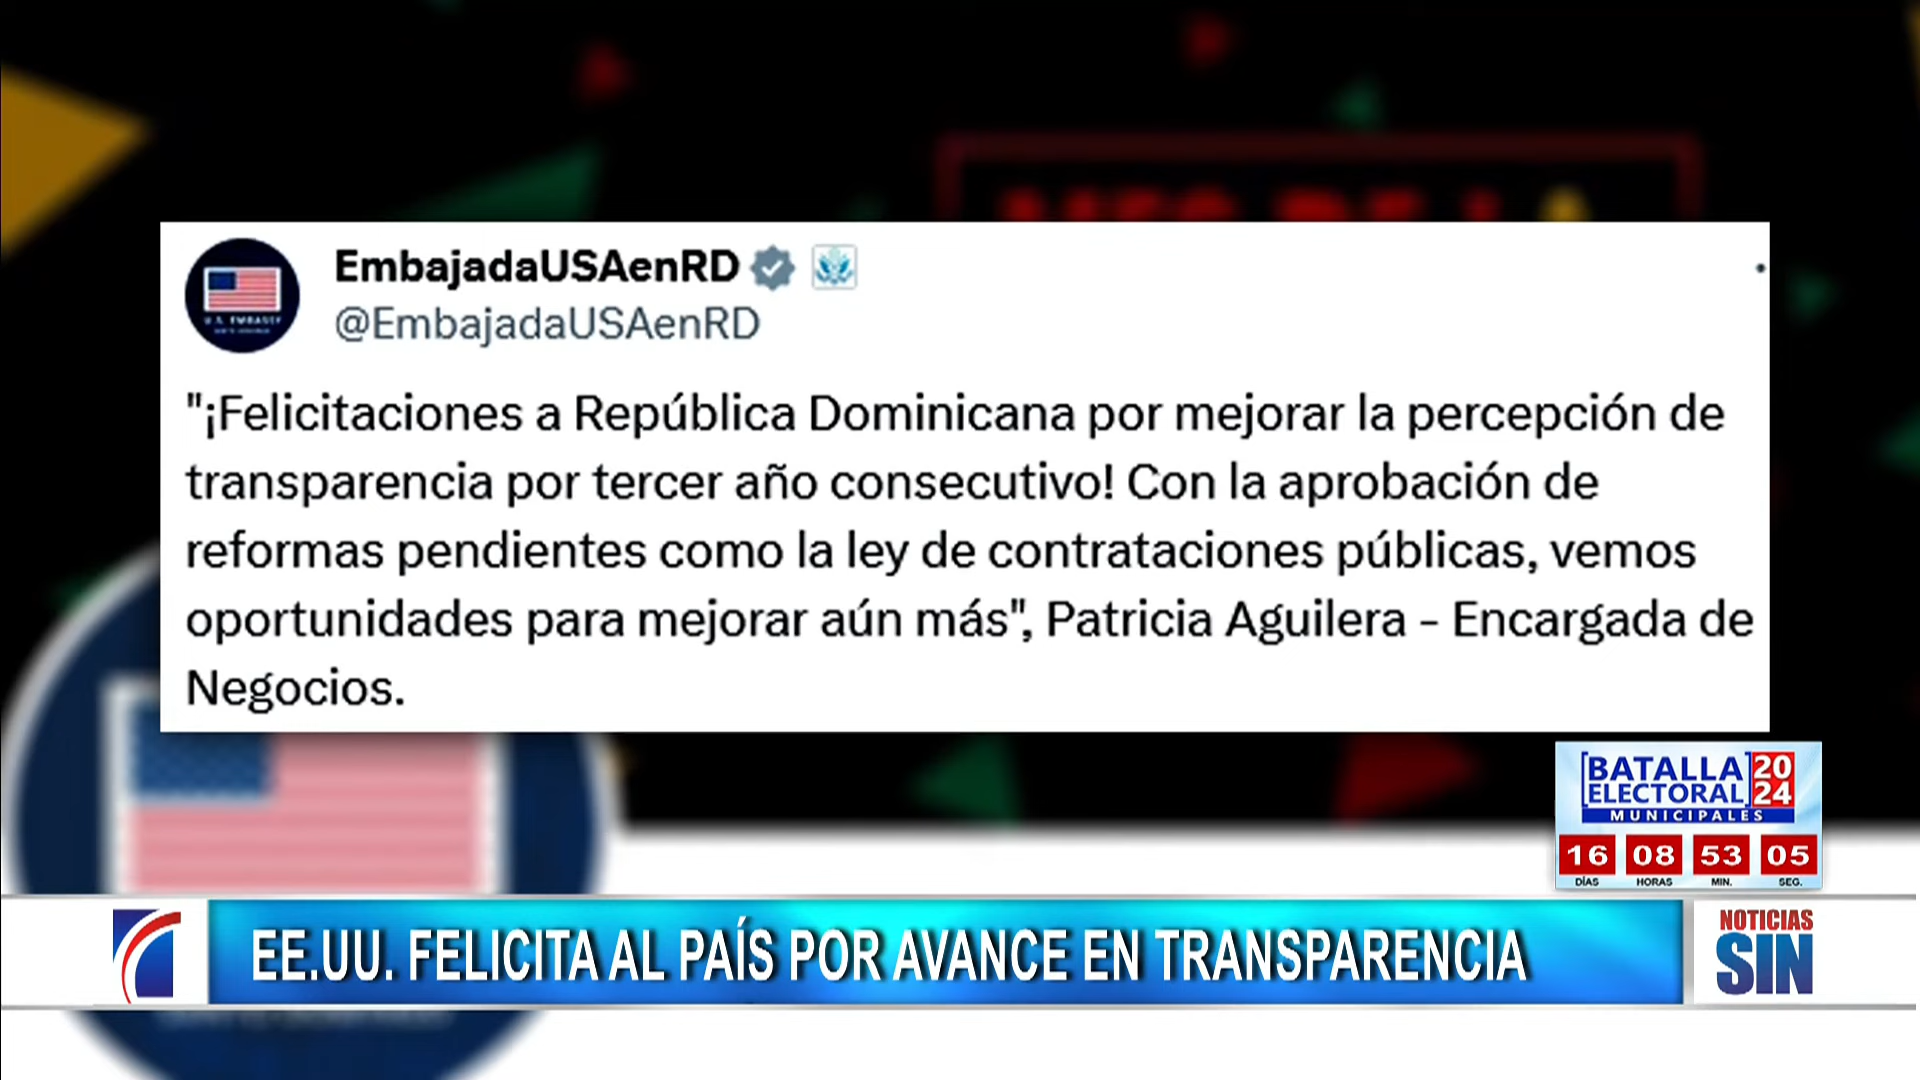 EmbajadaUSAenRD
@EmbajadaUSAenRD
"¡Felicitaciones a República Dominicana por mejorar la percepción de
transparencia por tercer año consecutivo! Con la aprobación de
reformas pendientes como la ley de contrataciones públicas, vemos
oportunidades para mejorar aún más", Patricia Aguilera - Encargada de
Negocios.
[BATALLA
ELECTORAL]
20
24
MUNICIPALES
16 08 53 05
DÍAS HORAS MIN. SEG.
EE.UU. FELICITA AL PAÍS POR AVANCE EN TRANSPARENCIA
NOTICIAS
SIN